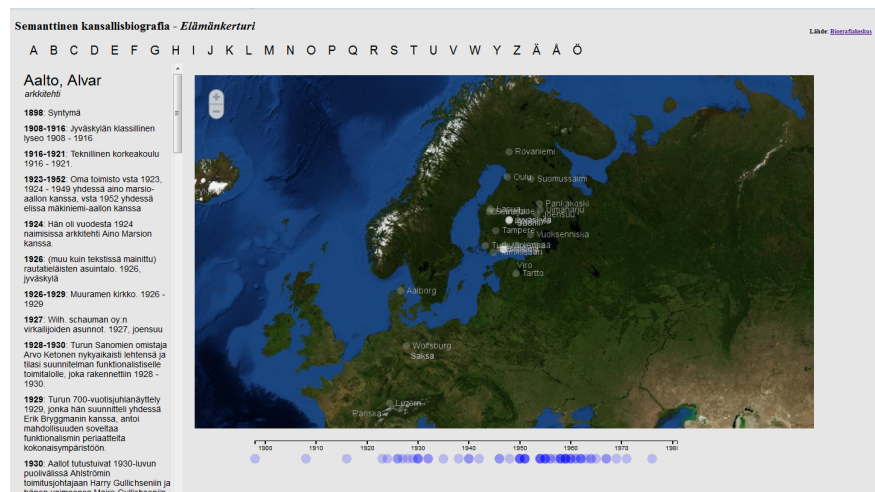 Semanttinen kansallisbiografia - Elämänkerturi
Lähde: Biografiakeskus
A B C D E F G H I J K L M N O P Q R S T U V W Y Z Ä Å Ö
Aalto, Alvar
arkkitehti
1898: Syntymä
1908-1916: Jyväskylän klassillinen
lyseo 1908 - 1916
1916-1921: Teknillinen korkeakoulu
1916 - 1921.
1923-1952: Oma toimisto vsta 1923,
1924 - 1949 yhdessä aino marsio-
aallon kanssa, vsta 1952 yhdessä
elissa mäkiniemi-aallon kanssa
1924: Hän oli vuodesta 1924
naimisissa arkkitehti Aino Marsion
kanssa.
1926: (muu kuin tekstissä mainittu)
rautatieläisten asuintalo. 1926,
jyväskylä
1926-1929: Muuramen kirkko. 1926 -
1929
1927: Wilh. schauman oy:n
virkailijoiden asunnot. 1927, joensuu
1928-1930: Turun Sanomien omistaja
Arvo Ketonen nykyaikaisti lehtensä ja
tilasi suunnitelman funktionalistiselle
toimitalolle, joka rakennettiin 1928 -
1930.
1929: Turun 700-vuotisjuhlanäyttely
1929, jonka hän suunnitteli yhdessä
Erik Bryggmanin kanssa, antoi
mahdollisuuden soveltaa
funktionalismin periaatteita
kokonaisympäristöön.
1930: Aallot tutustuivat 1930-luvun
puolivälissä Ahlströmin
toimitusjohtajaan Harry Gullichseniin ja
Rovaniemi
Oulu
Suomussalmi
Pankakoski
Uimaharju
Joensuu
Jyväskylä
Tampere
Vuoksenniska
Viro
Tartto
Aalborg
Wolfsburg
Saksa
Luzern
Ranska
1900 1910 1920 1930 1940 1950 1960 1970